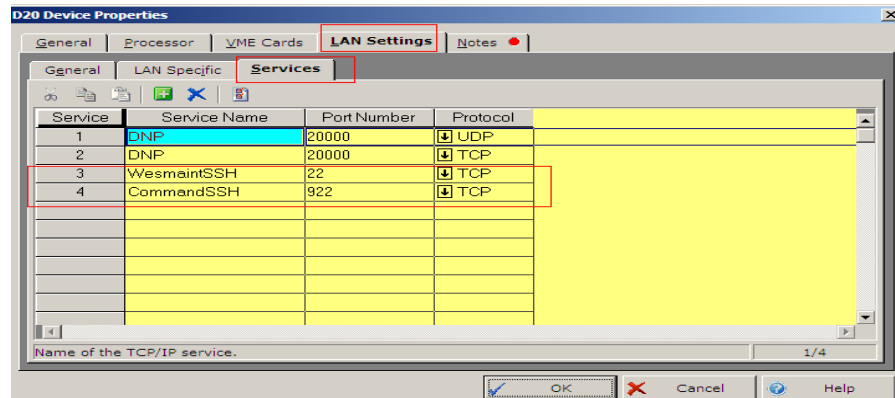 D20 Device Properties
General Processor VME Cards LAN Settings Notes
General LAN Specific Services
Service Service Name Port Number Protocol
1 DNP 20000 UDP
2 DNP 20000 TCP
3 WesmaintSSH 22 TCP
4 CommandSSH 922 TCP
Name of the TCP/IP service. 1/4
OK Cancel Help